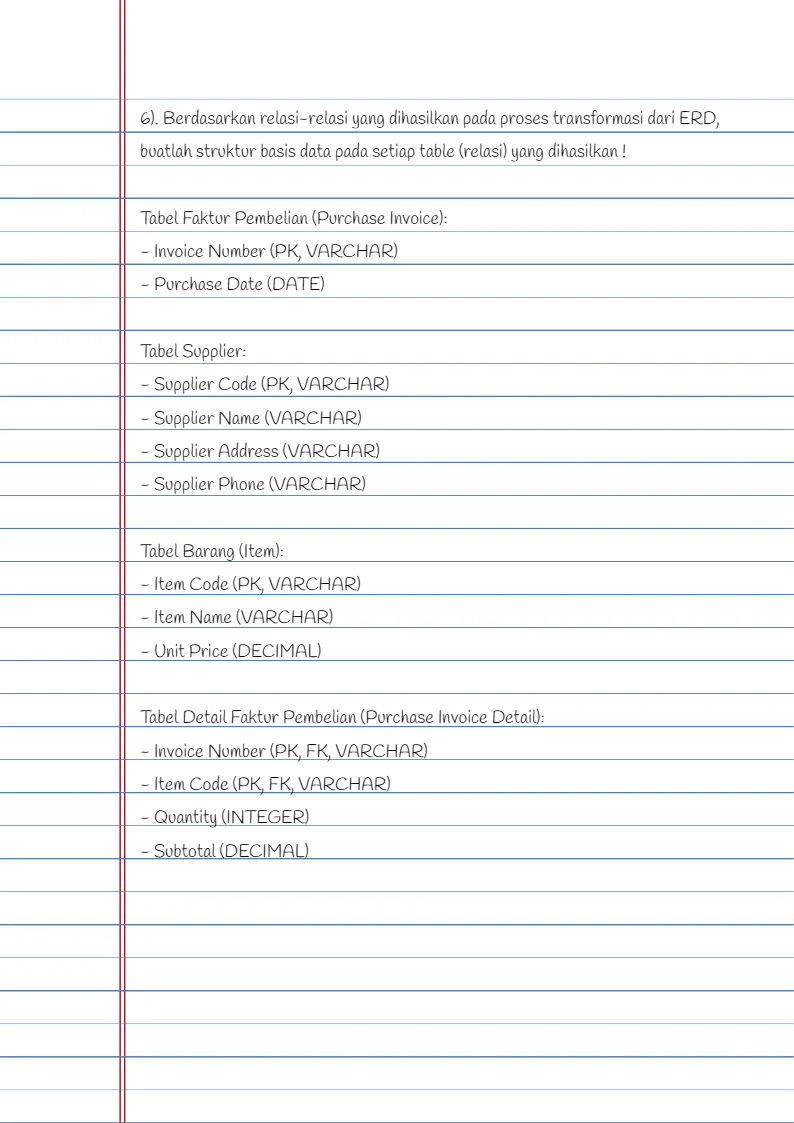 6). Berdasarkan relasi-relasi yang dihasilkan pada proses transformasi dari ERD,
buatlah struktur basis data pada setiap table (relasi) yang dihasilkan !
Tabel Faktur Pembelian (Purchase Invoice):
- Invoice Number (PK, VARCHAR)
- Purchase Date (DATE)
Tabel Supplier:
- Supplier Code (PK, VARCHAR)
- Supplier Name (VARCHAR)
- Supplier Address (VARCHAR)
- Supplier Phone (VARCHAR)
Tabel Barang (Item):
- Item Code (PK, VARCHAR)
- Item Name (VARCHAR)
- Unit Price (DECIMAL)
Tabel Detail Faktur Pembelian (Purchase Invoice Detail):
- Invoice Number (PK, FK, VARCHAR)
- Item Code (PK, FK, VARCHAR)
- Quantity (INTEGER)
- Subtotal (DECIMAL)